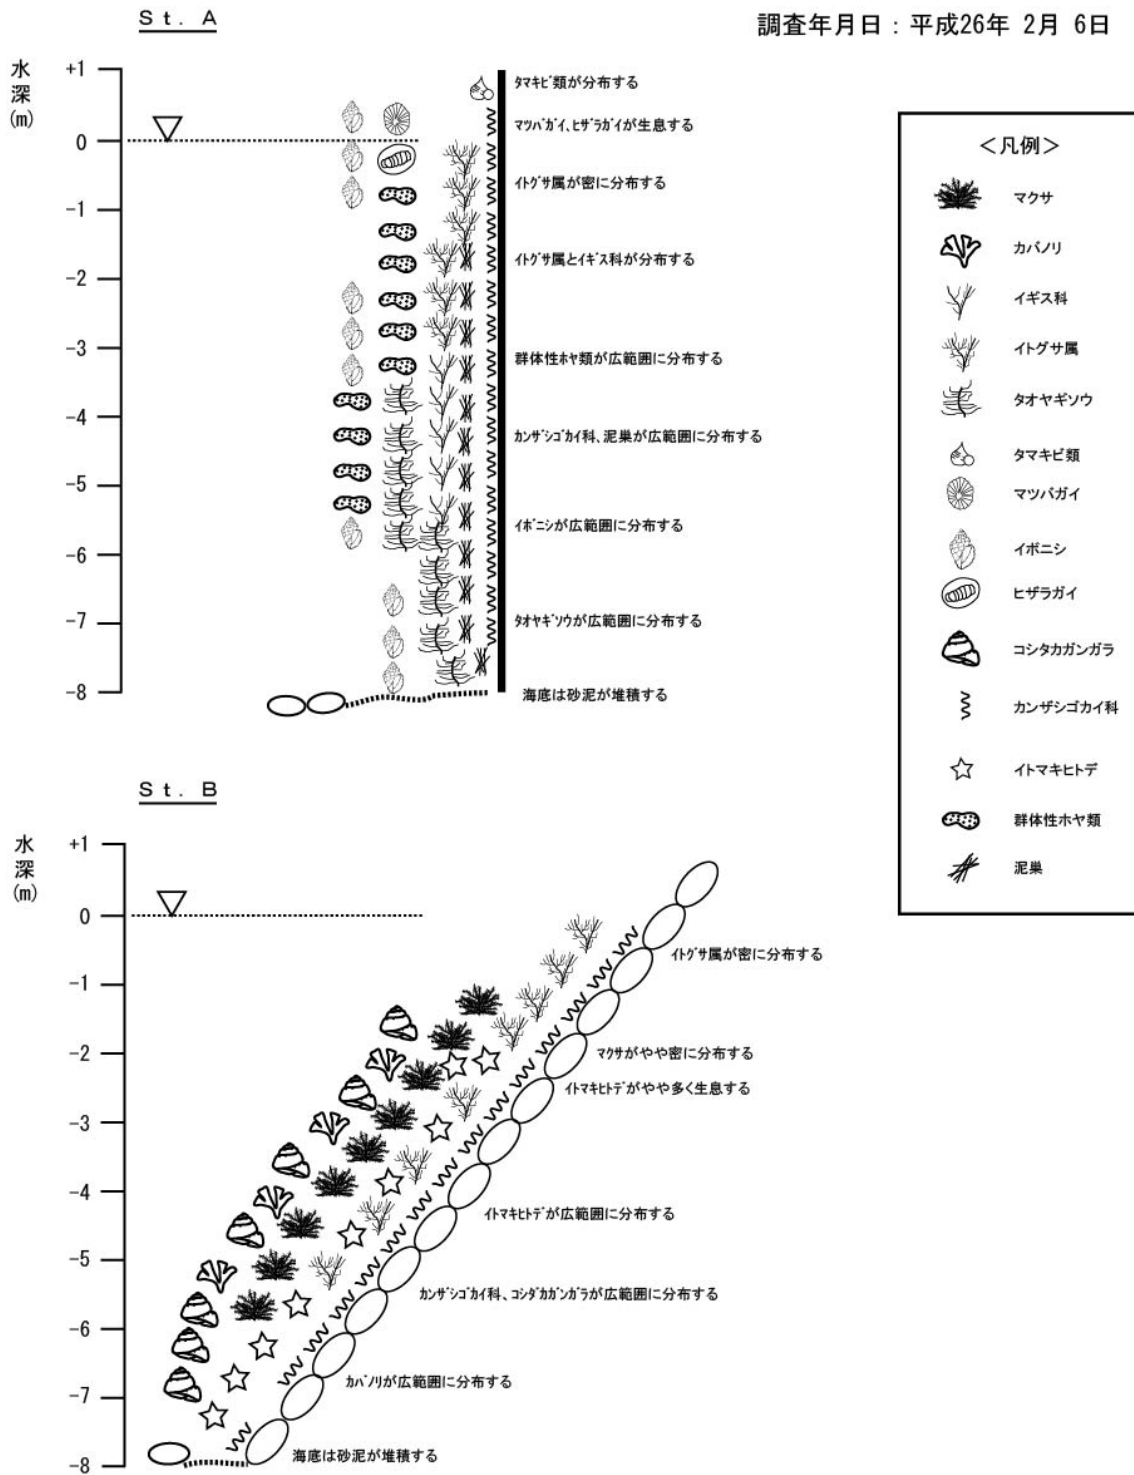 St. A
調査年月日:平成26年 2月 6日
水深(m)
+1
0
-1
-2
-3
-4
-5
-6
-7
-8
タマキビ類が分布する
マツバガイ、ヒザラガイが生息する
イトグサ属が密に分布する
イトグサ属とイギス科が分布する
群体性ホヤ類が広範囲に分布する
カンザシゴカイ科、泥巣が広範囲に分布する
イボニシが広範囲に分布する
タオヤギソウが広範囲に分布する
海底は砂泥が堆積する
<凡例>
マクサ
カバノリ
イギス科
イトグサ属
タオヤギソウ
タマキビ類
マツバガイ
イボニシ
ヒザラガイ
コシタカガンガラ
カンザシゴカイ科
イトマキヒトデ
群体性ホヤ類
泥巣
St. B
水深(m)
+1
0
-1
-2
-3
-4
-5
-6
-7
-8
イトグサ属が密に分布する
マクサがやや密に分布する
イトマキヒトデがやや多く生息する
イトマキヒトデが広範囲に分布する
カンザシゴカイ科、コシダカガンガラが広範囲に分布する
カバノリが広範囲に分布する
海底は砂泥が堆積する